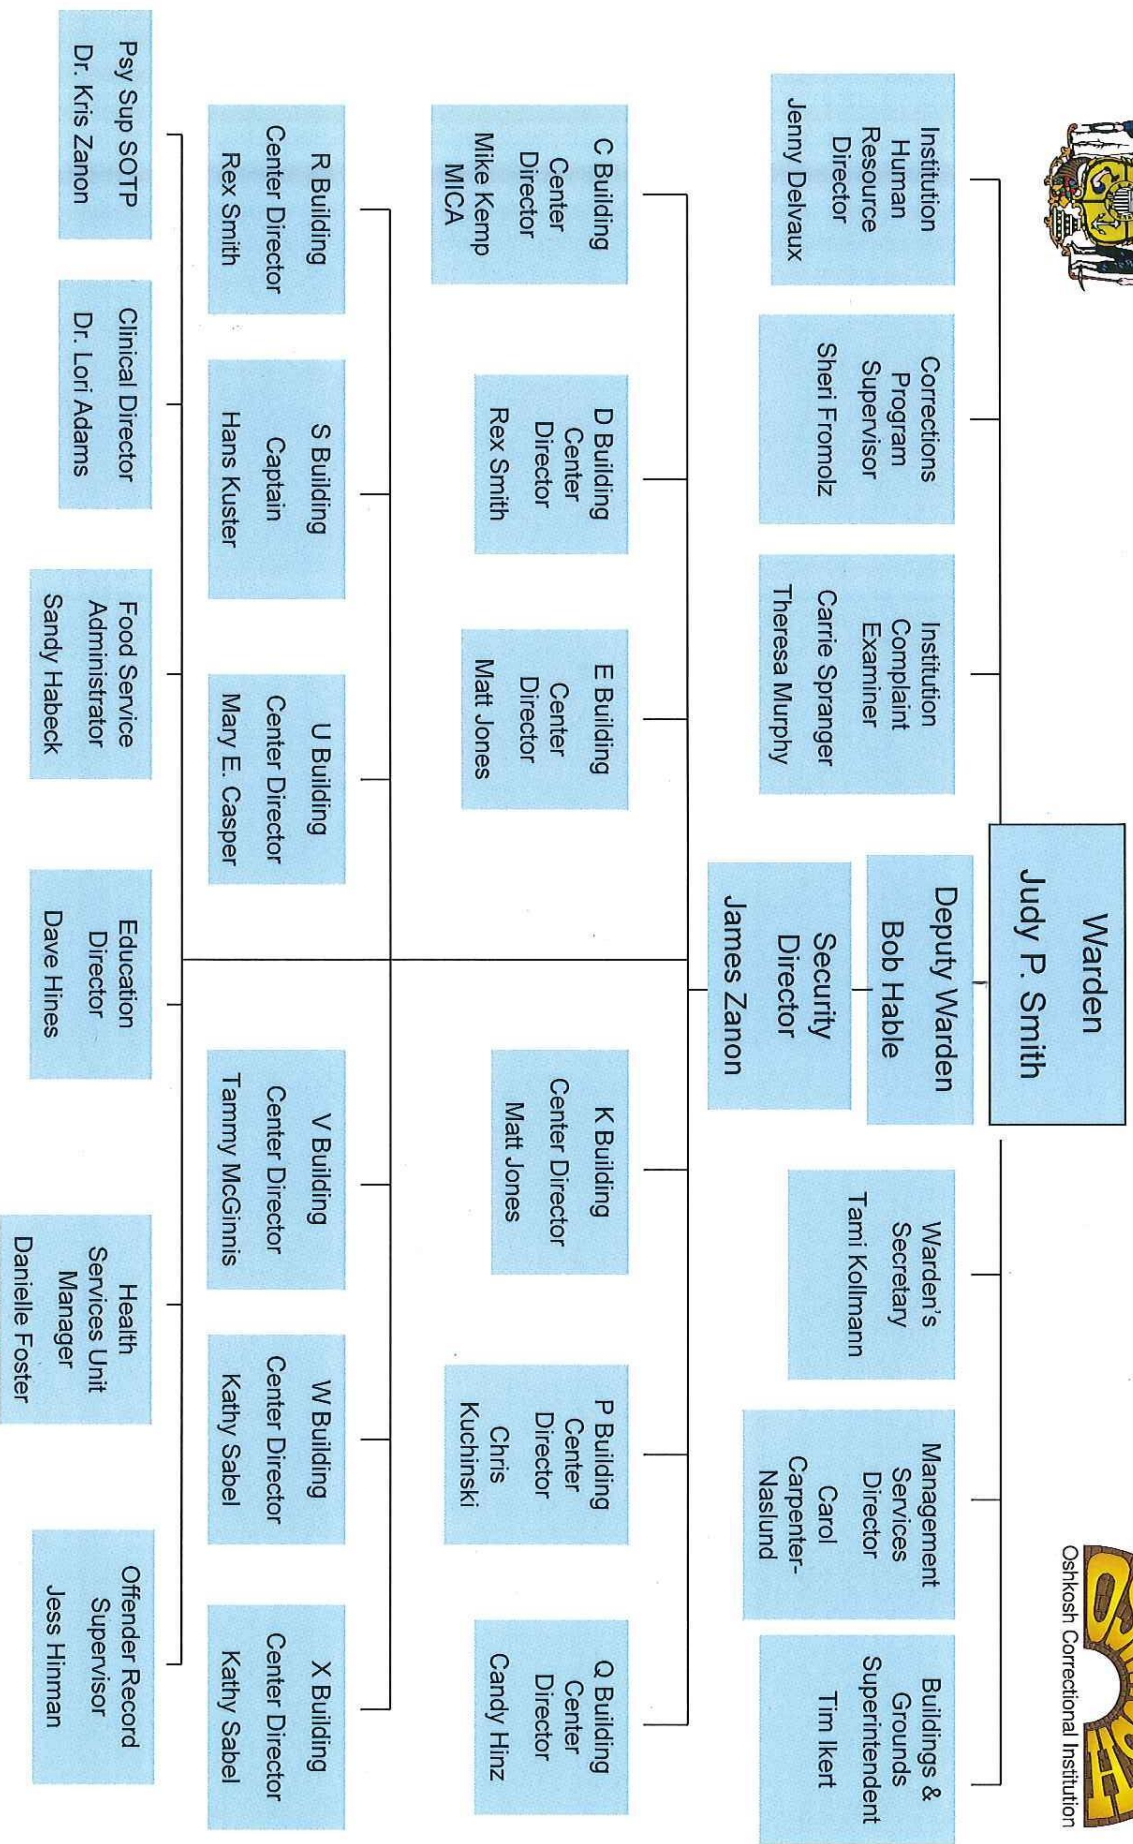 Oshkosh Correctional Institution
Warden
Judy P. Smith
Deputy Warden
Bob Hable
Security
Director
James Zanon
Institution
Human
Resource
Director
Jenny Delvaux
Corrections
Program
Supervisor
Sheri Fromolz
Institution
Complaint
Examiner
Carrie Spranger
Theresa Murphy
Warden's
Secretary
Tami Kollmann
Management
Services
Director
Carol
Carpenter-
Naslund
Buildings &
Grounds
Superintendent
Tim Ikert
C Building
Center
Director
Mike Kemp
MICA
D Building
Center
Director
Rex Smith
E Building
Center
Director
Matt Jones
K Building
Center Director
Matt Jones
P Building
Center
Director
Chris
Kuchinski
Q Building
Center
Director
Candy Hinz
R Building
Center Director
Rex Smith
S Building
Captain
Hans Kuster
U Building
Center Director
Mary E. Casper
V Building
Center Director
Tammy McGinnis
W Building
Center Director
Kathy Sabel
X Building
Center Director
Kathy Sabel
Psy Sup SOTP
Dr. Kris Zanon
Clinical Director
Dr. Lori Adams
Food Service
Administrator
Sandy Habeck
Education
Director
Dave Hines
Health
Services Unit
Manager
Danielle Foster
Offender Record
Supervisor
Jess Hinman